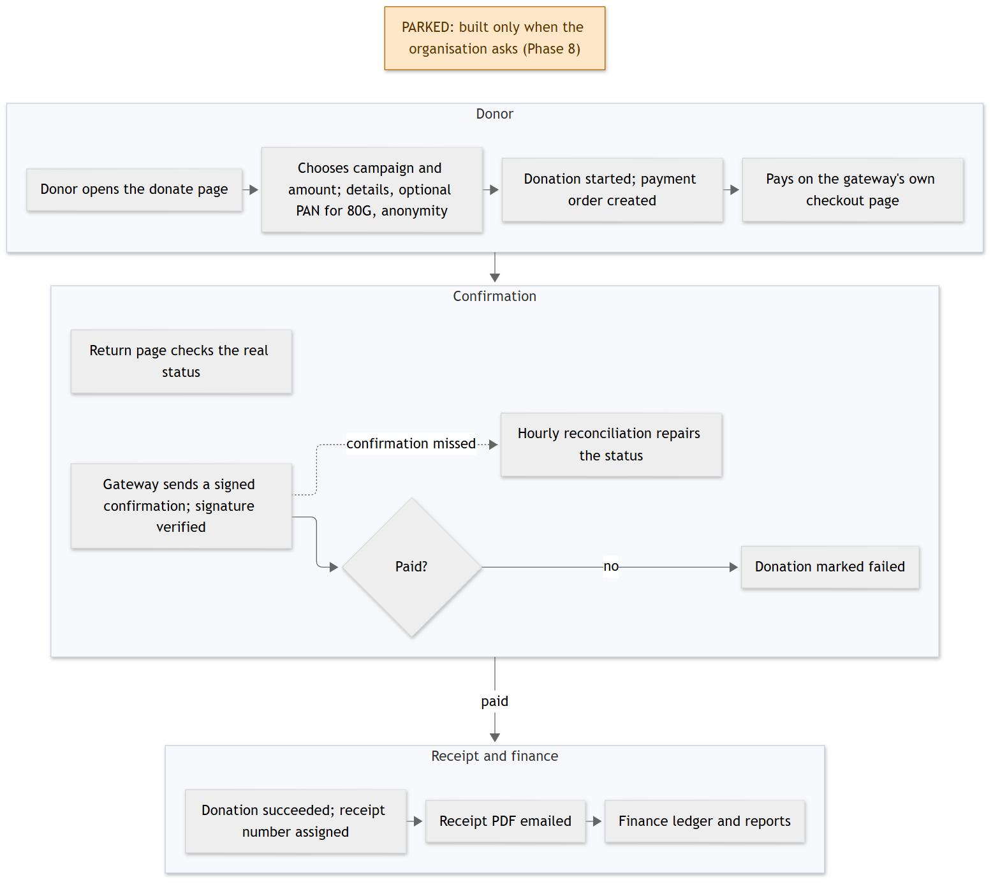 PARKED: built only when the
organisation asks (Phase 8)
Donor
Donor opens the donate page
Chooses campaign and
amount; details, optional
PAN for 80G, anonymity
Donation started; payment
order created
Pays on the gateway's own
checkout page
Confirmation
Return page checks the real
status
confirmation missed
Hourly reconciliation repairs
the status
Gateway sends a signed
confirmation; signature
verified
Paid?
no
Donation marked failed
paid
Receipt and finance
Donation succeeded; receipt
number assigned
Receipt PDF emailed
Finance ledger and reports